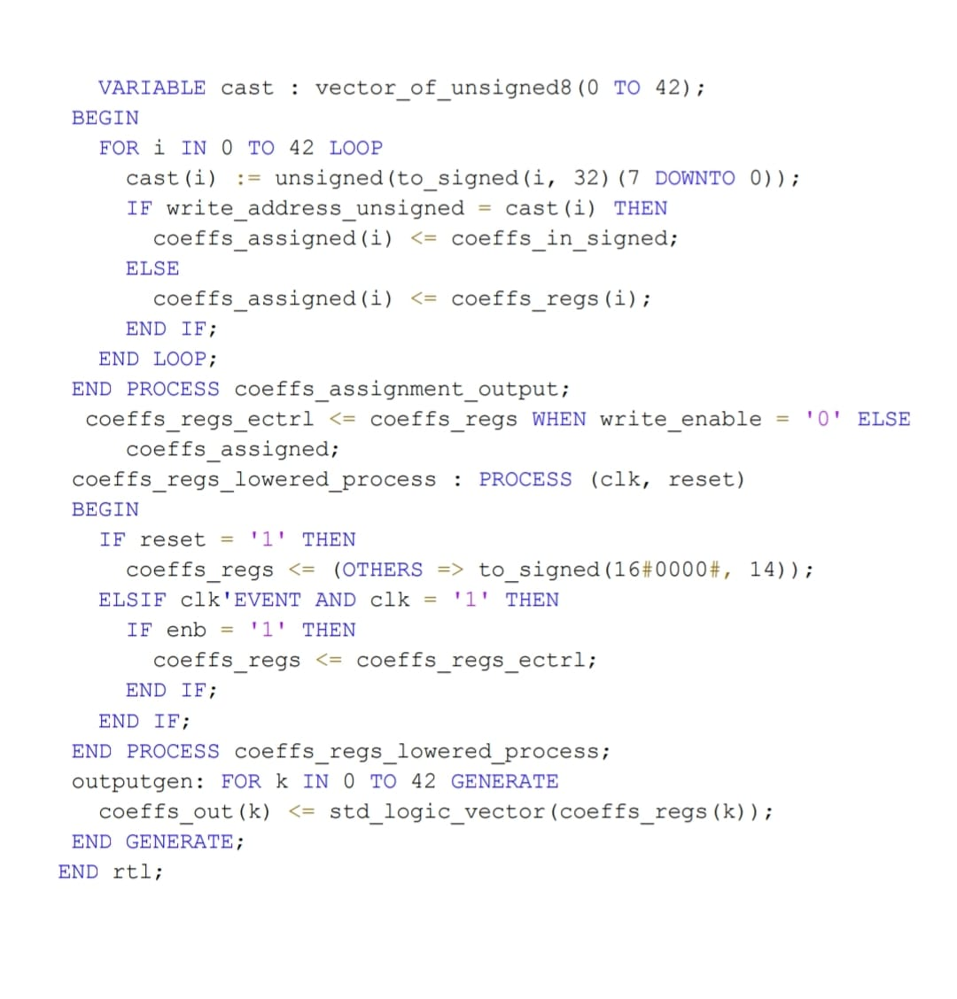 VARIABLE cast : vector_of_unsigned8(0 TO 42);
BEGIN
FOR i IN 0 TO 42 LOOP
cast(i) := unsigned(to_signed(i, 32)(7 DOWNTO 0));
IF write_address_unsigned = cast(i) THEN
coeffs_assigned(i) <= coeffs_in_signed;
ELSE
coeffs_assigned(i) <= coeffs_regs(i);
END IF;
END LOOP;
END PROCESS coeffs_assignment_output;
coeffs_regs_ectrl <= coeffs_regs WHEN write_enable = '0' ELSE
coeffs_assigned;
coeffs_regs_lowered_process : PROCESS (clk, reset)
BEGIN
IF reset = '1' THEN
coeffs_regs <= (OTHERS => to_signed(16#0000#, 14));
ELSIF clk'EVENT AND clk = '1' THEN
IF enb = '1' THEN
coeffs_regs <= coeffs_regs_ectrl;
END IF;
END IF;
END PROCESS coeffs_regs_lowered_process;
outputgen: FOR k IN 0 TO 42 GENERATE
coeffs_out(k) <= std_logic_vector(coeffs_regs(k));
END GENERATE;
END rtl;